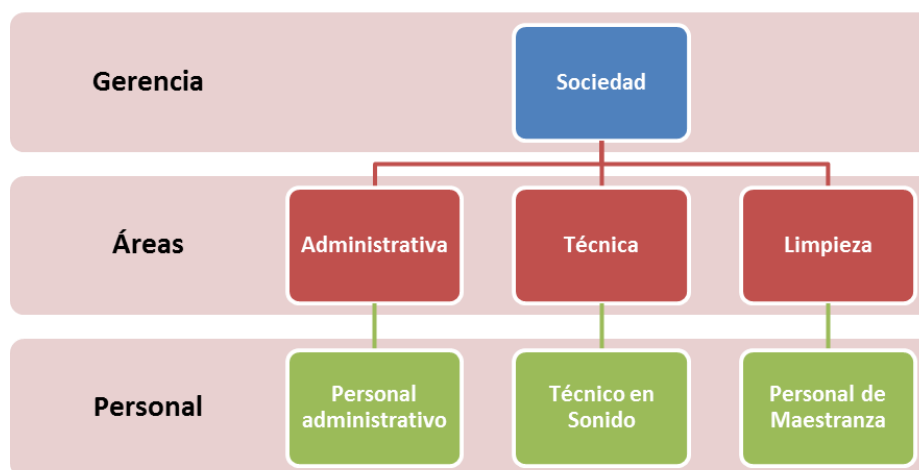 Gerencia
Sociedad
Áreas
Administrativa
Técnica
Limpieza
Personal
Personal
administrativo
Técnico en
Sonido
Personal de
Maestranza